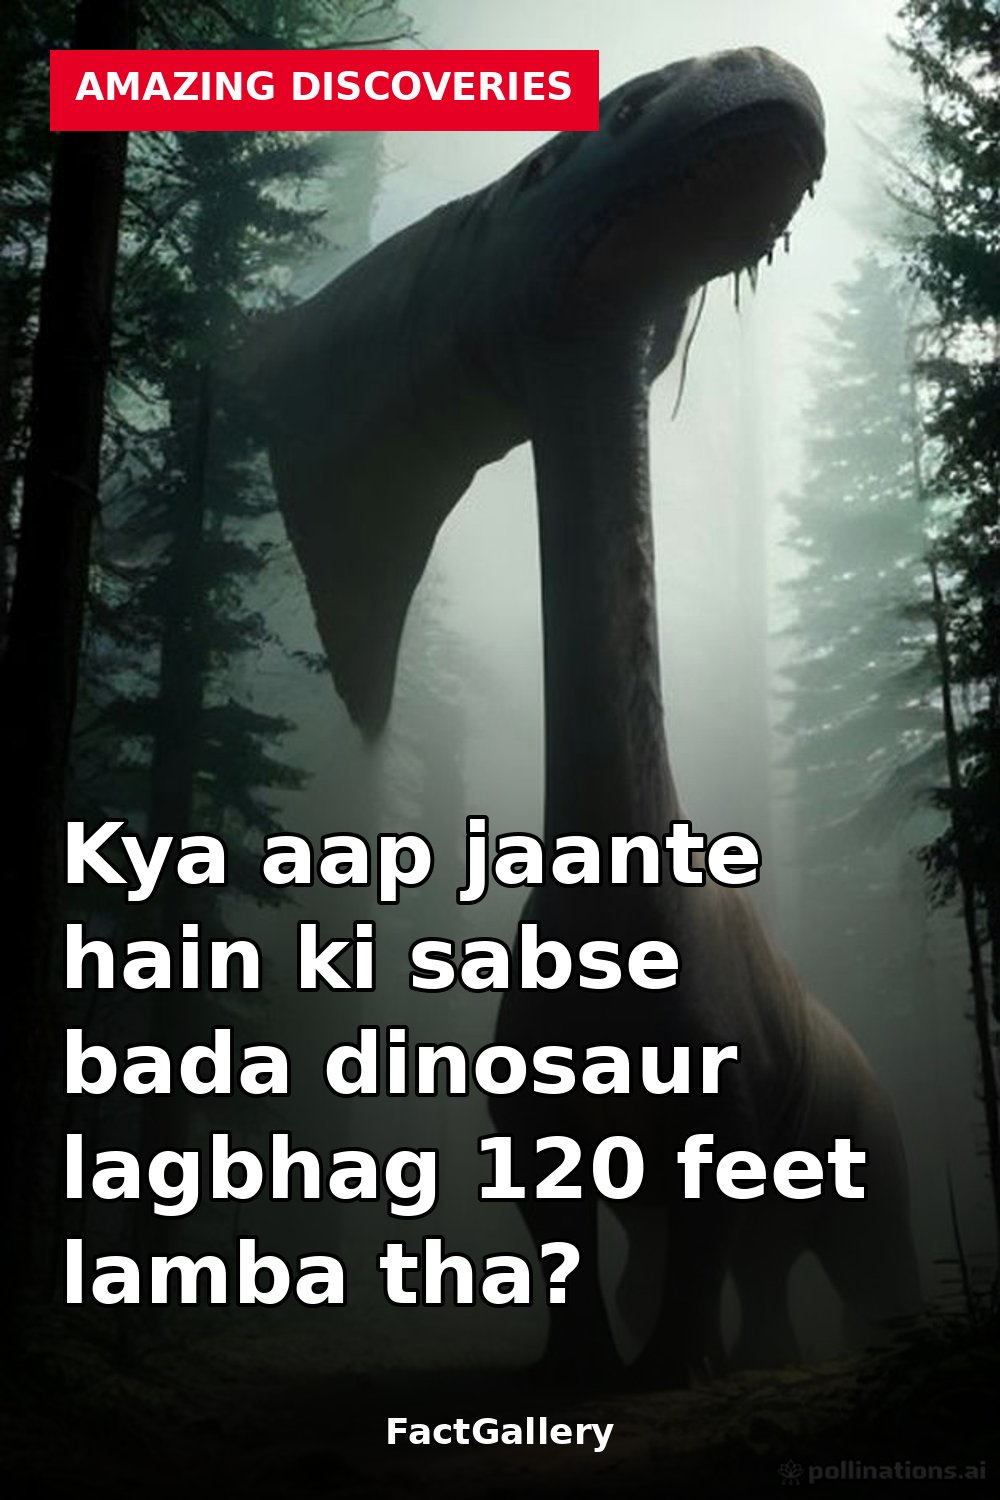 AMAZING DISCOVERIES
Kya aap jaante
hain ki sabse
bada dinosaur
lagbhag 120 feet
lamba tha?
FactGallery
pollinations.ai